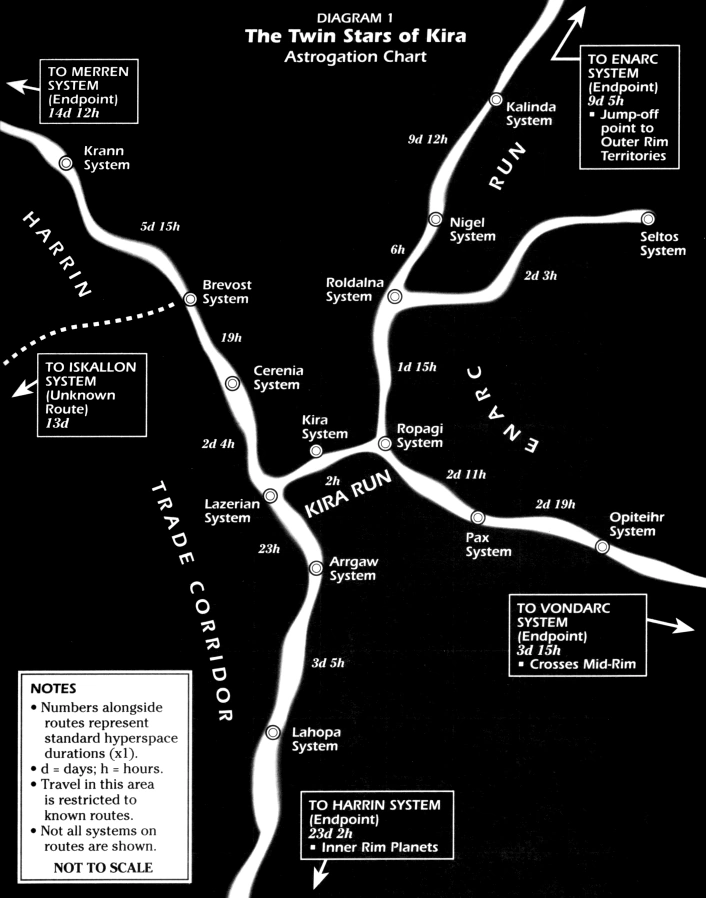 DIAGRAM 1
The Twin Stars of Kira
Astrogation Chart
TO MERREN
SYSTEM
(Endpoint)
14d 12h
TO ENARC
SYSTEM
(Endpoint)
9d 5h
▪ Jump-off
point to
Outer Rim
Territories
Kalinda
System
9d 12h
RUN
Krann
System
HARRIN
5d 15h
Nigel
System
6h
Seltos
System
2d 3h
Brevost
System
Roldalna
System
19h
TO ISKALLON
SYSTEM
(Unknown
Route)
13d
Cerenia
System
1d 15h
ENARC
Kira
System
Ropagi
System
2d 4h
2h
KIRA RUN
2d 11h
2d 19h
Lazerian
System
TRADE CORRIDOR
23h
Pax
System
Opiteihr
System
Arrgaw
System
TO VONDARC
SYSTEM
(Endpoint)
3d 15h
▪ Crosses Mid-Rim
3d 5h
Lahopa
System
NOTES
• Numbers alongside
routes represent
standard hyperspace
durations (x1).
• d = days; h = hours.
• Travel in this area
is restricted to
known routes.
• Not all systems on
routes are shown.
NOT TO SCALE
TO HARRIN SYSTEM
(Endpoint)
23d 2h
▪ Inner Rim Planets